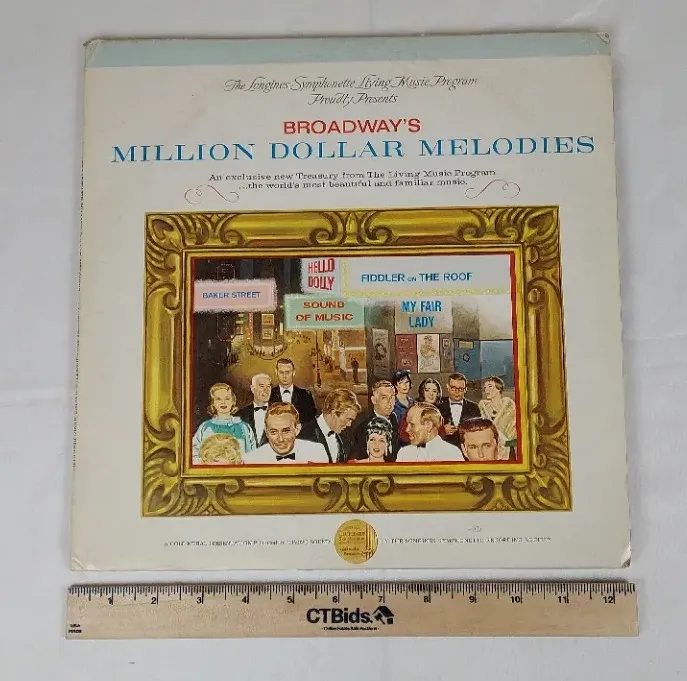 The Longines Symphonette Living Music Program
Proudly Presents
BROADWAY'S
MILLION DOLLAR MELODIES
An exclusive new Treasury from The Living Music Program
...the world's most beautiful and familiar music.
HELLO
DOLLY
FIDDLER ON THE ROOF
BAKER STREET
SOUND
OF MUSIC
MY FAIR
LADY
1 2 3 4 5 6 7 8 9 10 11 12
CTBids.
USA